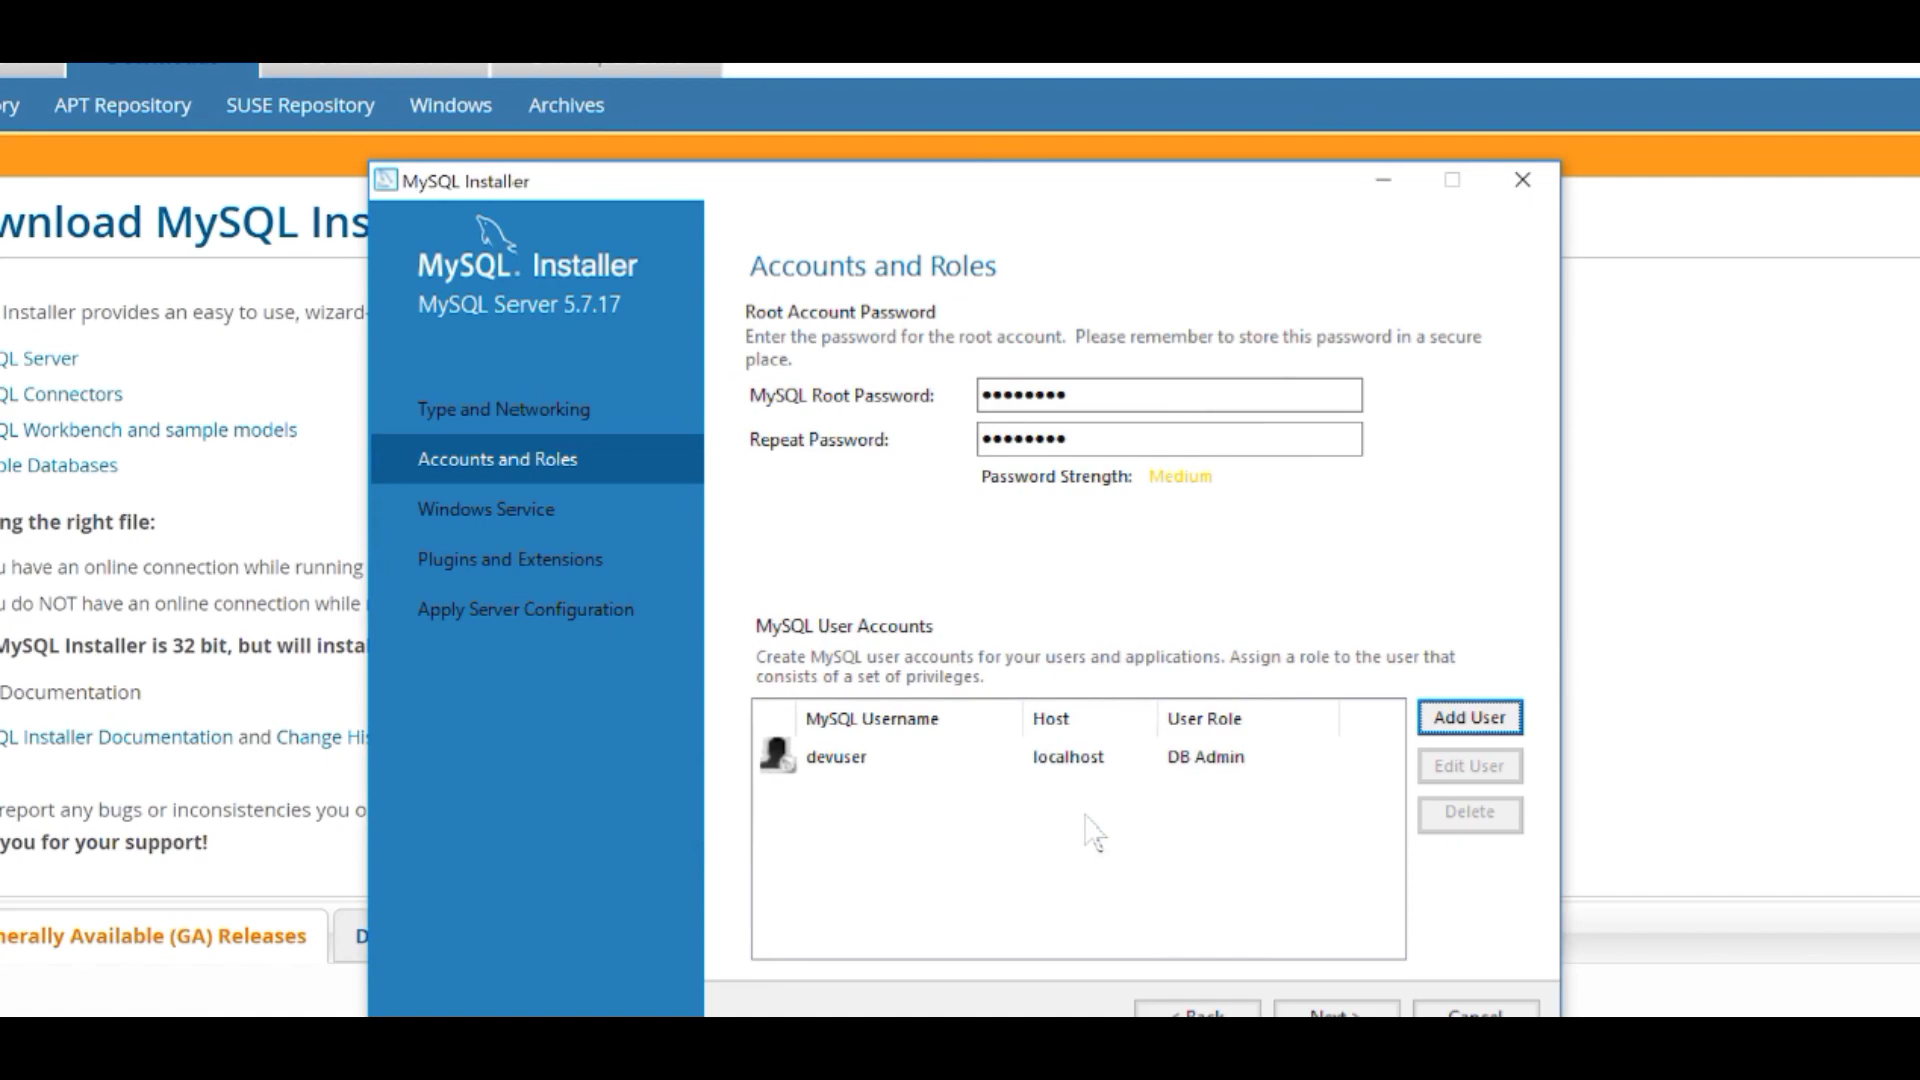 ry APT Repository SUSE Repository Windows Archives
MySQL Installer
wnload MySQL Ins
MySQL. Installer
MySQL Server 5.7.17
Accounts and Roles
Installer provides an easy to use, wizard-
Root Account Password
Enter the password for the root account. Please remember to store this password in a secure
place.
QL Server
QL Connectors
MySQL Root Password: ●●●●●●●●
Type and Networking
QL Workbench and sample models
Repeat Password: ●●●●●●●●
ple Databases
Accounts and Roles
Password Strength: Medium
ng the right file:
Windows Service
u have an online connection while running
Plugins and Extensions
u do NOT have an online connection while
Apply Server Configuration
MySQL Installer is 32 bit, but will insta
MySQL User Accounts
Create MySQL user accounts for your users and applications. Assign a role to the user that
consists of a set of privileges.
Documentation
QL Installer Documentation and Change His
MySQL Username Host User Role
Add User
devuser localhost DB Admin
Edit User
report any bugs or inconsistencies you o
Delete
you for your support!
nerally Available (GA) Releases D
< Back Next > Cancel